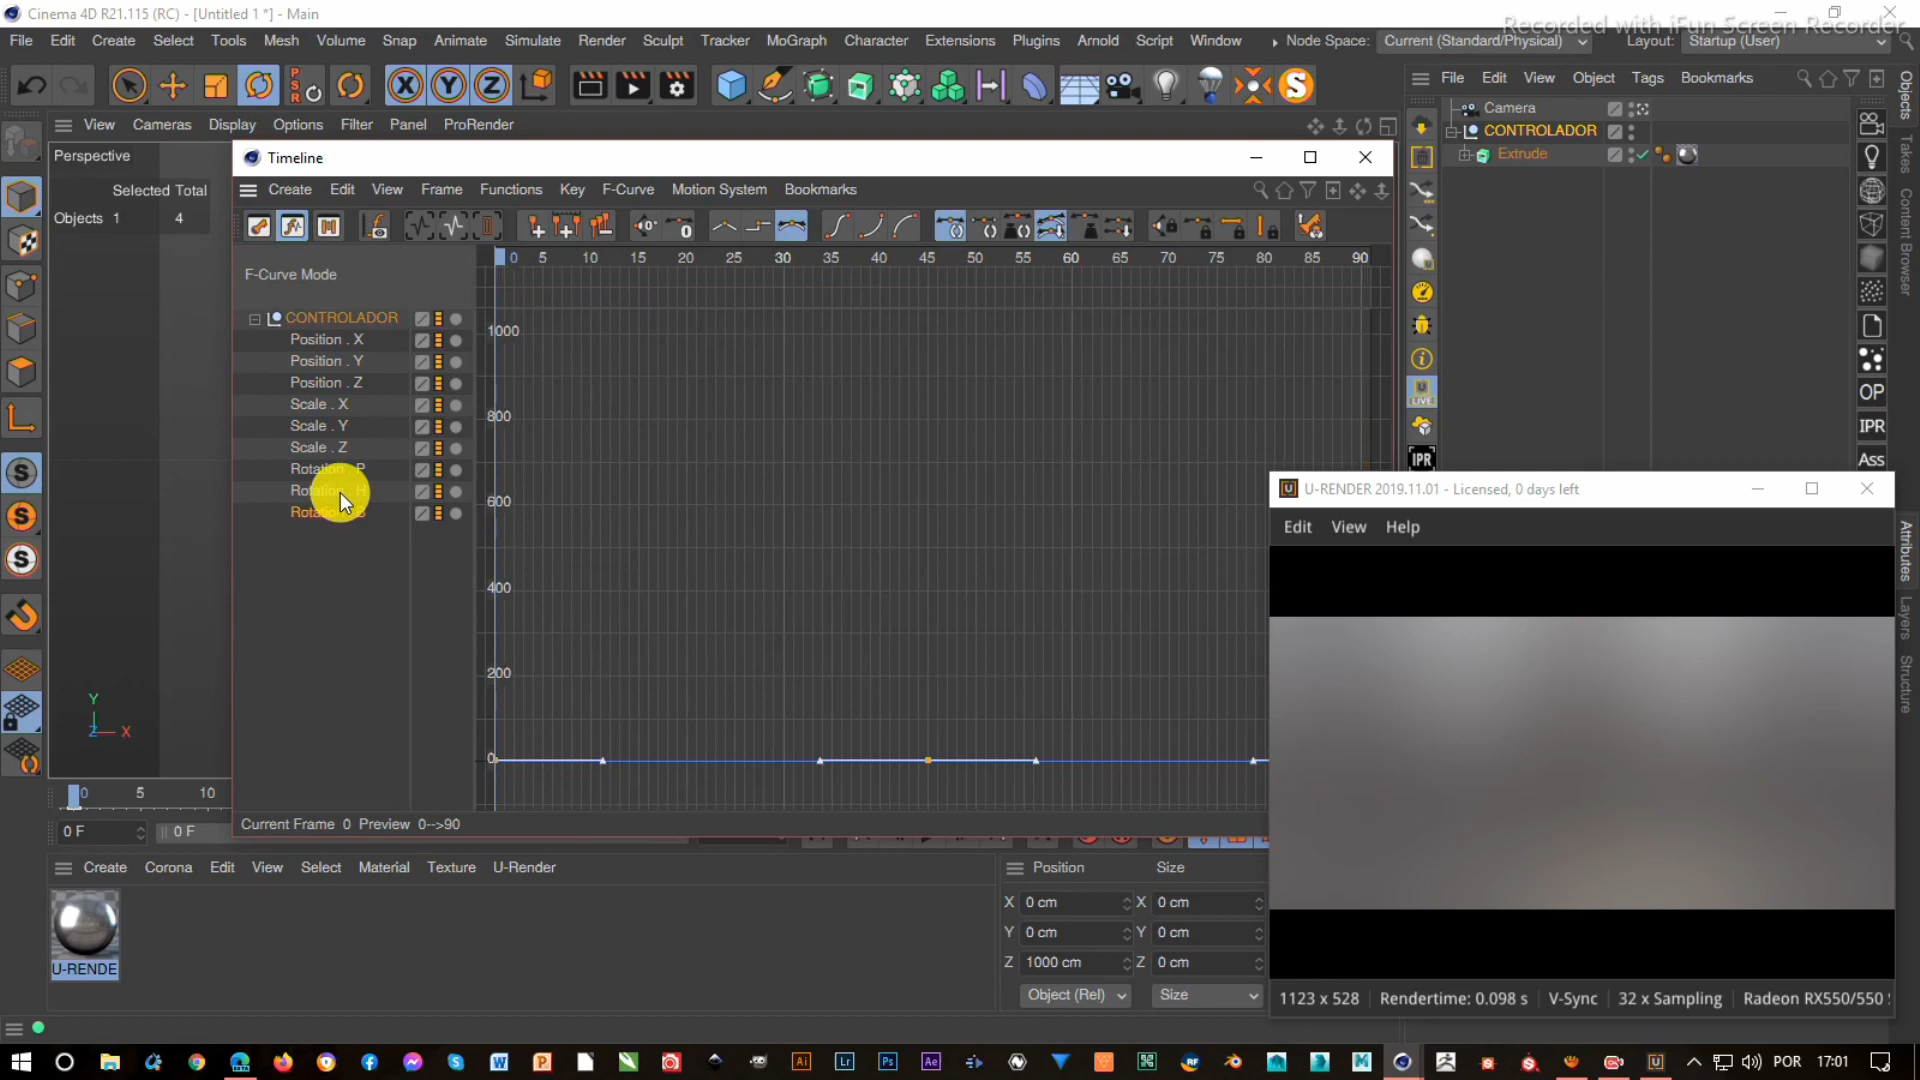 Cinema 4D R21.115 (RC) - [Untitled 1 *] - Main
Recorded with iFun Screen Recorder
File Edit Create Select Tools Mesh Volume Snap Animate Simulate Render Sculpt Tracker MoGraph Character Extensions Plugins Arnold Script Window Node Space: Current (Standard/Physical) Layout: Startup (User)
File Edit View Object Tags Bookmarks
View Cameras Display Options Filter Panel ProRender
Camera
CONTROLADOR
Extrude
Objects
Takes
Content Browser
Attributes
Layers
Structure
Perspective
Selected Total
Objects 1 4
Timeline
Create Edit View Frame Functions Key F-Curve Motion System Bookmarks
0 5 10 15 20 25 30 35 40 45 50 55 60 65 70 75 80 85 90
F-Curve Mode
CONTROLADOR
Position . X
Position . Y
Position . Z
Scale . X
Scale . Y
Scale . Z
Rotation . P
Rotation . H
1000
800
600
400
200
0
Current Frame 0 Preview 0-->90
Y
Z X
0 5 10
0 F 0 F
LIVE
IPR
OP
IPR
Ass
U-RENDER 2019.11.01 - Licensed, 0 days left
Edit View Help
1123 x 528 Rendertime: 0.098 s V-Sync 32 x Sampling Radeon RX550/550
Create Corona Edit View Select Material Texture U-Render
U-RENDE
Position Size
X 0 cm X 0 cm
Y 0 cm Y 0 cm
Z 1000 cm Z 0 cm
Object (Rel) Size
POR 17:01